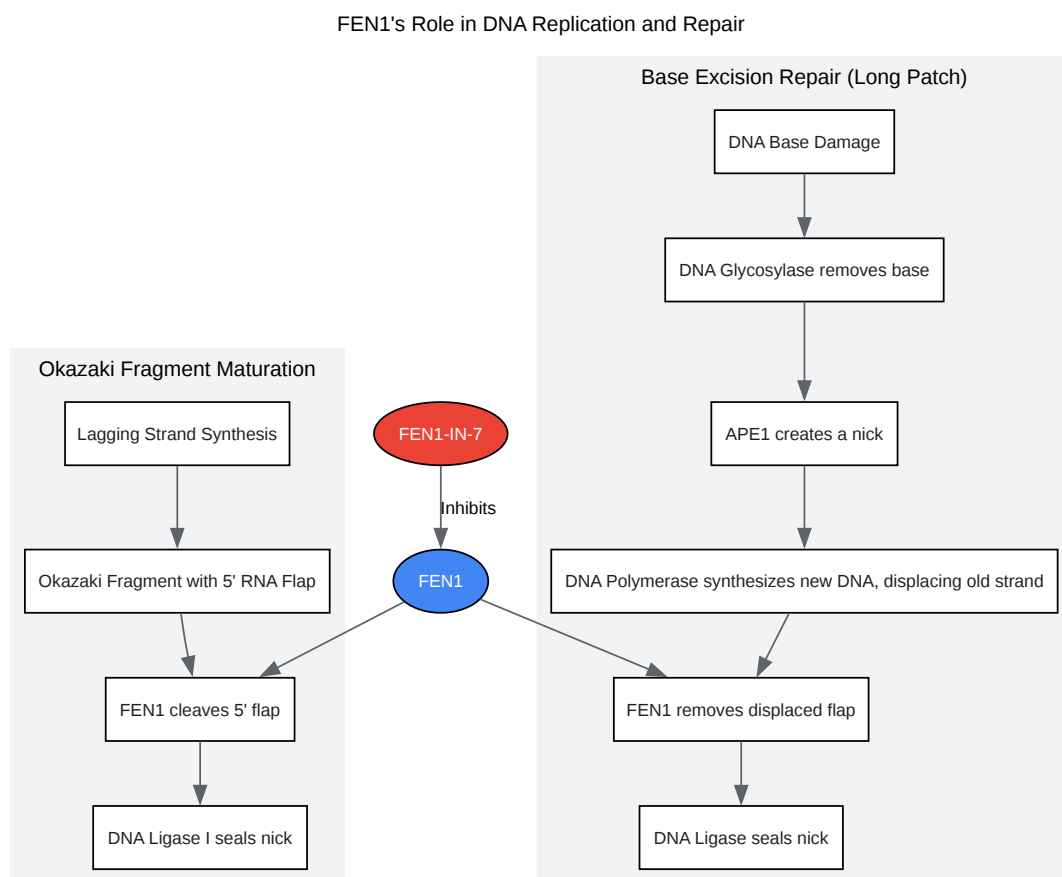 FEN1's Role in DNA Replication and Repair
Base Excision Repair (Long Patch)
DNA Base Damage
DNA Glycosylase removes base
Okazaki Fragment Maturation
Lagging Strand Synthesis
FEN1-IN-7
APE1 creates a nick
Inhibits
Okazaki Fragment with 5' RNA Flap
FEN1
DNA Polymerase synthesizes new DNA, displacing old strand
FEN1 cleaves 5' flap
FEN1 removes displaced flap
DNA Ligase I seals nick
DNA Ligase seals nick